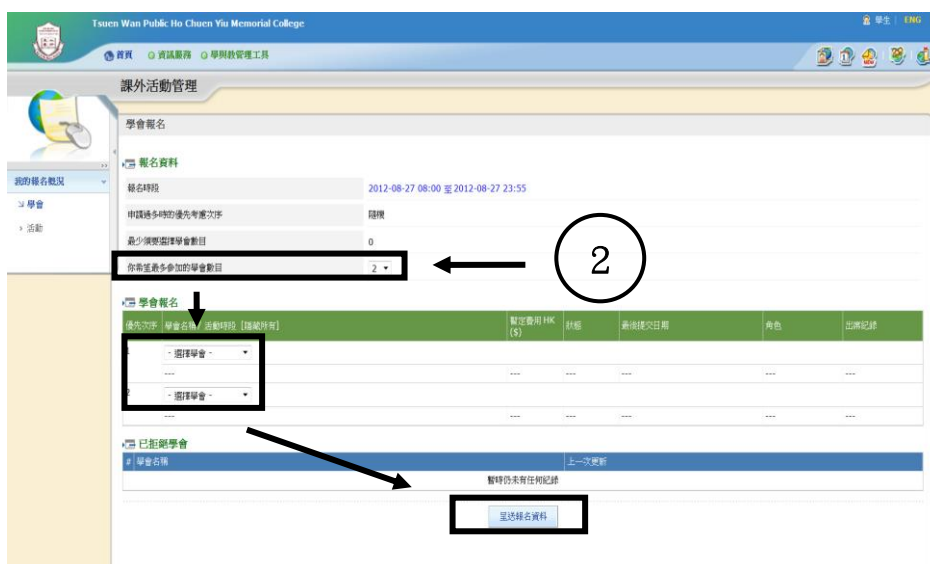 Tsuen Wan Public Ho Chuen Yiu Memorial College
學生 | ENG
首頁 資訊服務 學與教管理工具
課外活動管理
學會報名
報名資料
我的報名概況
學會
活動
報名時段 2012-08-27 08:00 至 2012-08-27 23:55
申請過多時的優先考慮次序 隨機
最少須要選擇學會數目 0
你希望最多參加的學會數目 2
2
學會報名
優先次序 學會名稱 / 活動時段 [隱藏所有] 暫定費用 HK ($) 狀態 最後提交日期 角色 出席紀錄
1 - 選擇學會 -
--- --- --- --- --- ---
2 - 選擇學會 -
--- --- --- --- --- ---
已拒絕學會
# 學會名稱 上一次更新
暫時仍未有任何紀錄
呈送報名資料